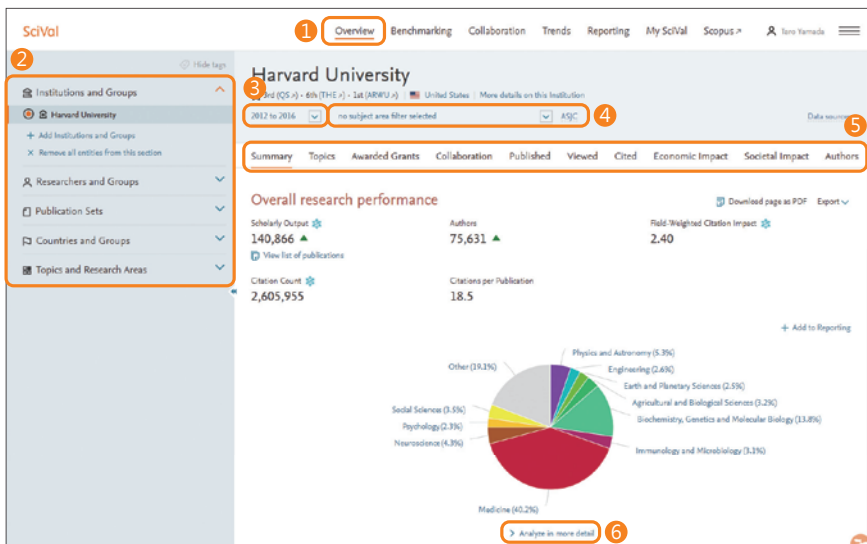 SciVal
1
Overview Benchmarking Collaboration Trends Reporting My SciVal Scopus Taro Yamada
2
Hide tags
Institutions and Groups
Harvard University
+ Add Institutions and Groups
× Remove all entities from this section
Researchers and Groups
Publication Sets
Countries and Groups
Topics and Research Areas
Harvard University
3
3rd (QS) - 6th (THE) - 1st (ARWU) | United States | More details on this Institution
2012 to 2016
no subject area filter selected
ASJC
4
5
Data sources
Summary Topics Awarded Grants Collaboration Published Viewed Cited Economic Impact Societal Impact Authors
Overall research performance
Download page as PDF Export
Scholarly Output
140,866
View list of publications
Authors
75,631
Field-Weighted Citation Impact
2.40
Citation Count
2,605,955
Citations per Publication
18.5
+ Add to Reporting
Physics and Astronomy (5.3%)
Engineering (2.6%)
Earth and Planetary Sciences (2.5%)
Agricultural and Biological Sciences (3.2%)
Biochemistry, Genetics and Molecular Biology (13.8%)
Immunology and Microbiology (3.1%)
Medicine (40.2%)
Neuroscience (4.3%)
Psychology (2.3%)
Social Sciences (3.5%)
Other (19.1%)
> Analyze in more detail
6